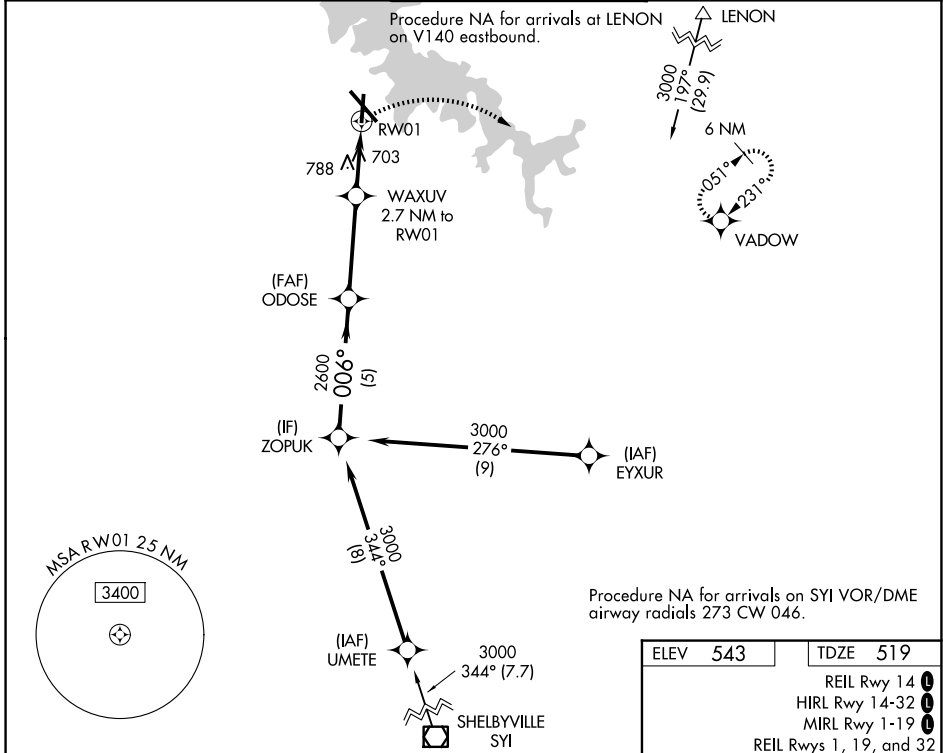 Procedure NA for arrivals at LENON
on V140 eastbound.
LENON
3000
197°
(29.9)
6 NM
051°
231°
VADOW
RW01
788
703
WAXUV
2.7 NM to
RW01
(FAF)
ODOSE
2600
006°
(5)
(IF)
ZOPUK
3000
276°
(9)
(IAF)
EYXUR
3000
344°
(8)
MSA RW01 25 NM
3400
Procedure NA for arrivals on SYI VOR/DME
airway radials 273 CW 046.
(IAF)
UMETE
3000
344° (7.7)
SHELBYVILLE
SYI
ELEV 543
TDZE 519
REIL Rwy 14 L
HIRL Rwy 14-32 L
MIRL Rwy 1-19 L
REIL Rwys 1, 19, and 32